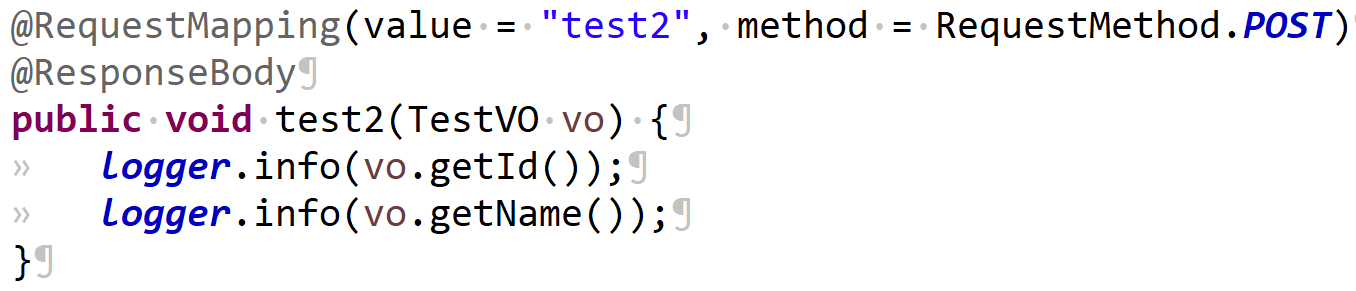 @RequestMapping(value = "test2", method = RequestMethod.POST)
@ResponseBody¶
public void test2(TestVO vo) {¶
»   logger.info(vo.getId());¶
»   logger.info(vo.getName());¶
}¶